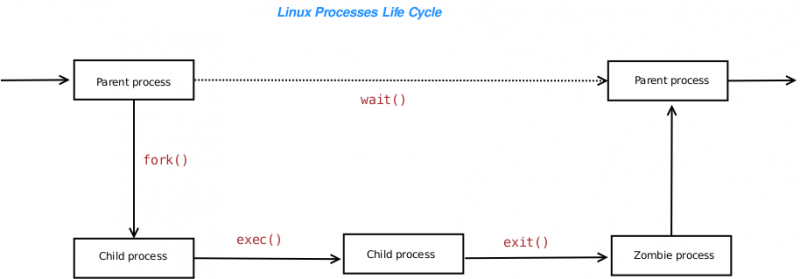 Linux Processes Life Cycle
Parent process
Parent process
wait()
fork()
Child process
exec()
Child process
exit()
Zombie process